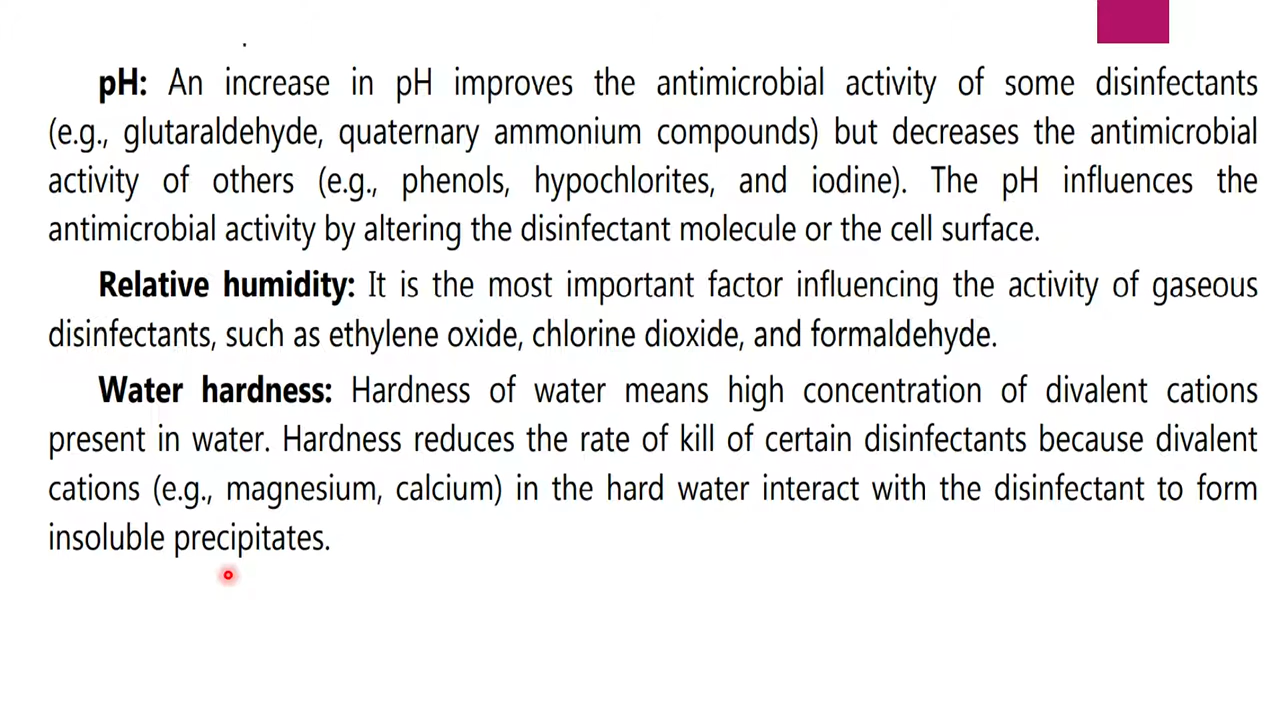 pH: An increase in pH improves the antimicrobial activity of some disinfectants
(e.g., glutaraldehyde, quaternary ammonium compounds) but decreases the antimicrobial
activity of others (e.g., phenols, hypochlorites, and iodine). The pH influences the
antimicrobial activity by altering the disinfectant molecule or the cell surface.
Relative humidity: It is the most important factor influencing the activity of gaseous
disinfectants, such as ethylene oxide, chlorine dioxide, and formaldehyde.
Water hardness: Hardness of water means high concentration of divalent cations
present in water. Hardness reduces the rate of kill of certain disinfectants because divalent
cations (e.g., magnesium, calcium) in the hard water interact with the disinfectant to form
insoluble precipitates.